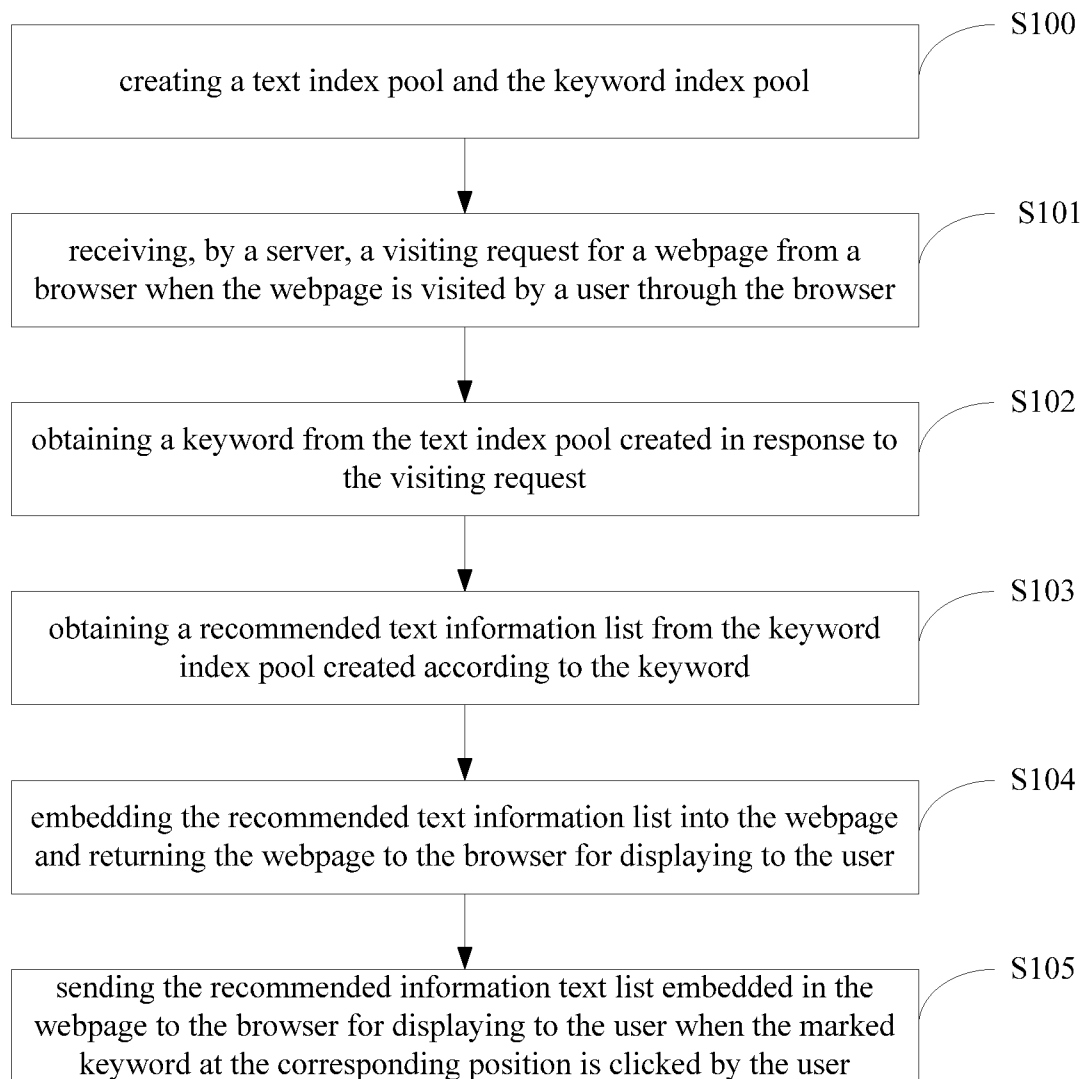 S100
creating a text index pool and the keyword index pool
S101
receiving, by a server, a visiting request for a webpage from a
browser when the webpage is visited by a user through the browser
S102
obtaining a keyword from the text index pool created in response to
the visiting request
S103
obtaining a recommended text information list from the keyword
index pool created according to the keyword
S104
embedding the recommended text information list into the webpage
and returning the webpage to the browser for displaying to the user
S105
sending the recommended information text list embedded in the
webpage to the browser for displaying to the user when the marked
keyword at the corresponding position is clicked by the user